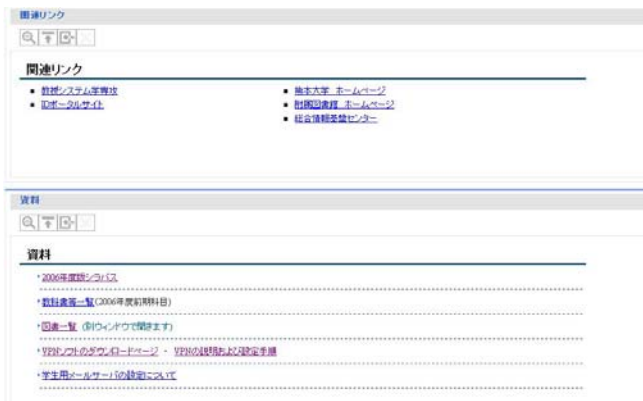 関連リンク
関連リンク
教授システム学専攻
IDポータルサイト
熊本大学 ホームページ
附属図書館 ホームページ
総合情報基盤センター
資料
資料
2006年度版シラバス
教科書等一覧(2006年度前期科目)
図書一覧 (別ウィンドウで開きます)
VPNソフトのダウンロードページ ・ VPNの説明および設定手順
学生用メールサーバの設定について